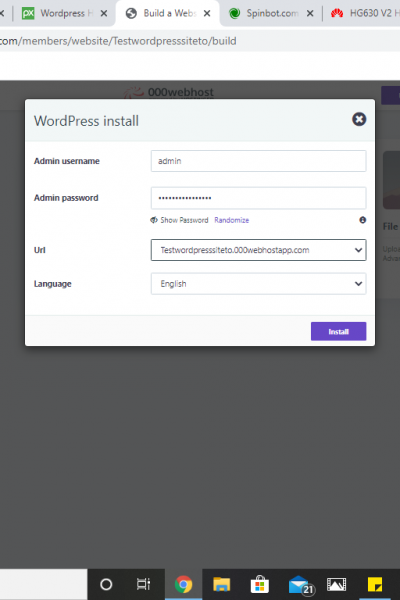 Wordpress H
Build a Webs
Spinbot.com
HG630 V2 H
com/members/website/Testwordpresssiteto/build
000webhost
WordPress install
Admin username
admin
Admin password
••••••••••••••••
Show Password Randomize
Url
Testwordpresssiteto.000webhostapp.com
Language
English
Install
File
21